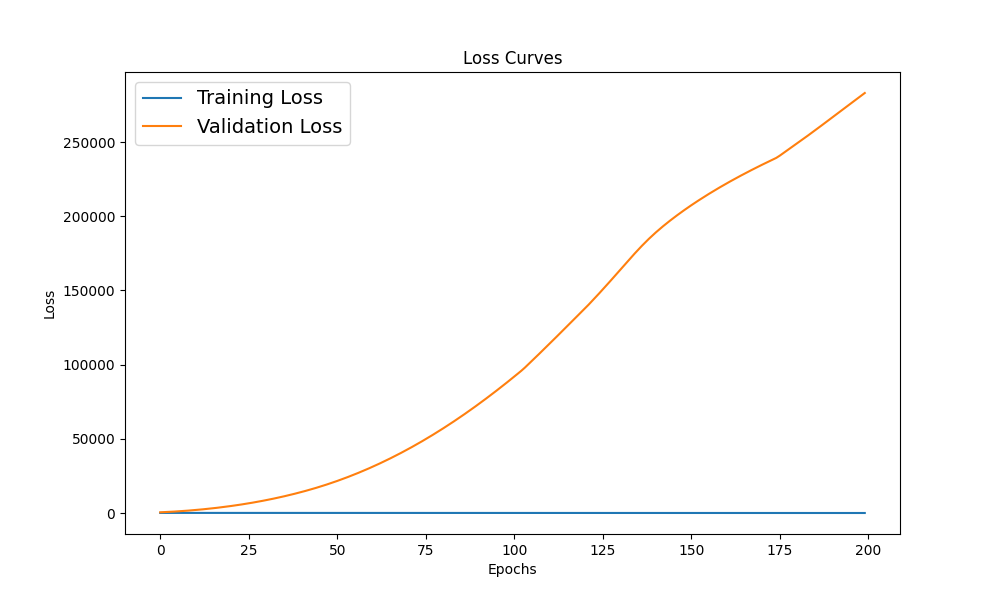 Loss Curves
Training Loss
Validation Loss
250000
200000
150000
100000
50000
0
Loss
0 25 50 75 100 125 150 175 200
Epochs